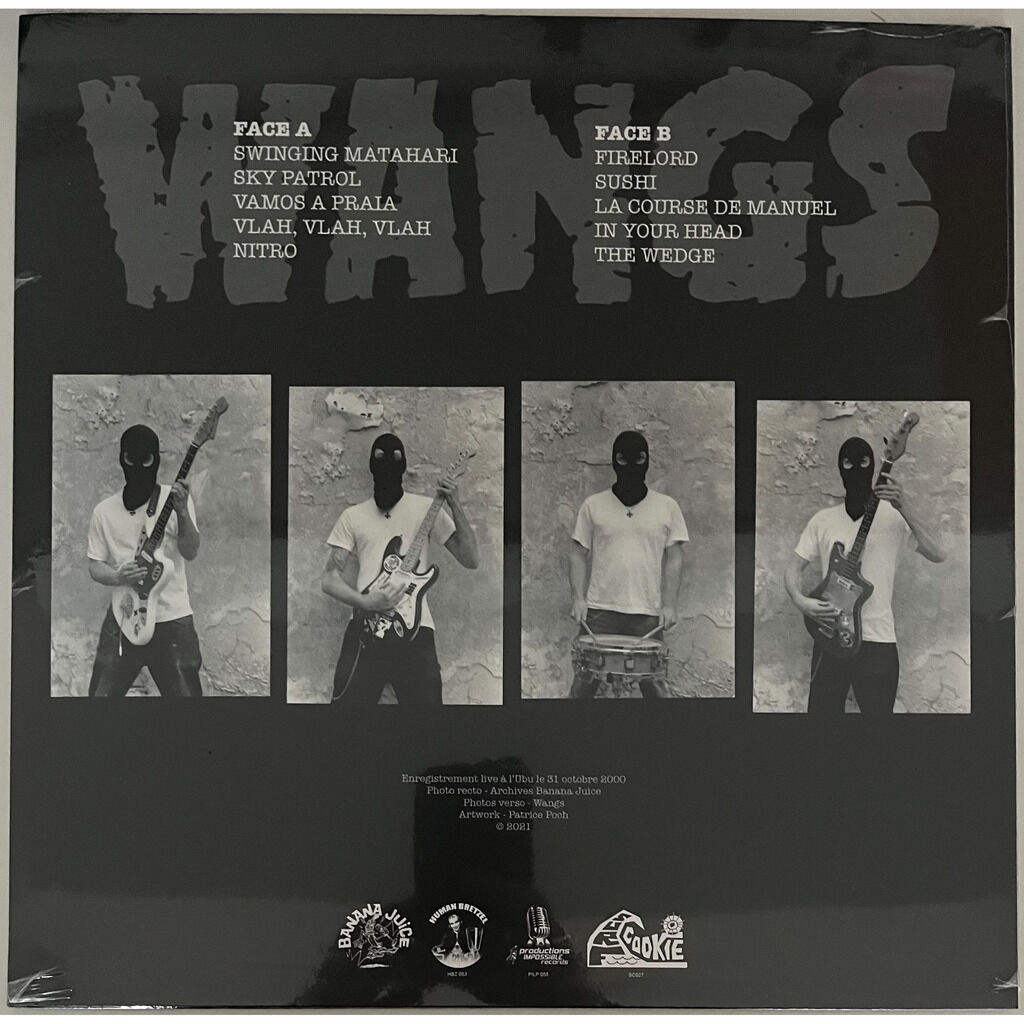 WANGS
FACE A
SWINGING MATAHARI
SKY PATROL
VAMOS A PRAIA
VLAH, VLAH, VLAH
NITRO
FACE B
FIRELORD
SUSHI
LA COURSE DE MANUEL
IN YOUR HEAD
THE WEDGE
Enregistrement live à l'Ubu le 31 octobre 2000
Photo recto - Archives Banana Juice
Photos verso - Wangs
Artwork - Patrice Poch
© 2021
BANANA JUICE
HUMAN BRETZEL
HBZ 053
productions
IMPOSSIBLE
records
PILP 055
COOKIE
SC027